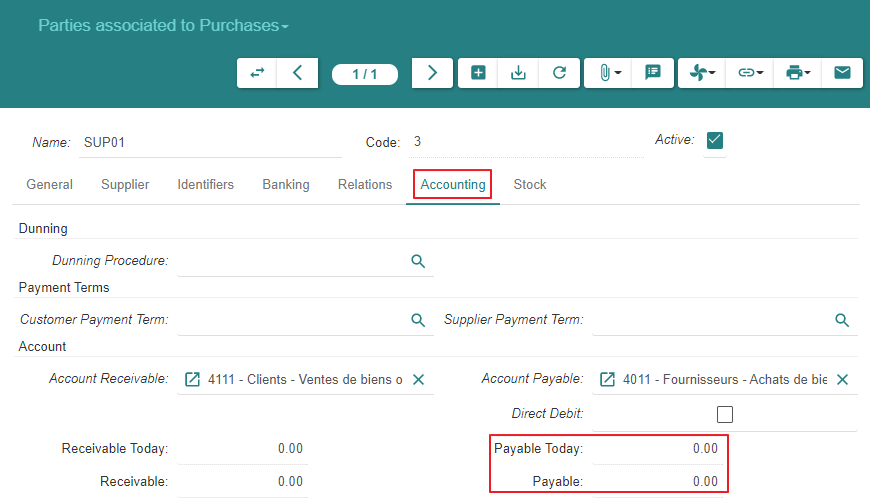 Parties associated to Purchases
1 / 1
Name: SUP01 Code: 3 Active:
General Supplier Identifiers Banking Relations Accounting Stock
Dunning
Dunning Procedure:
Payment Terms
Customer Payment Term: Supplier Payment Term:
Account
Account Receivable: 4111 - Clients - Ventes de biens o Account Payable: 4011 - Fournisseurs - Achats de bie
Direct Debit:
Receivable Today: 0.00 Payable Today: 0.00
Receivable: 0.00 Payable: 0.00